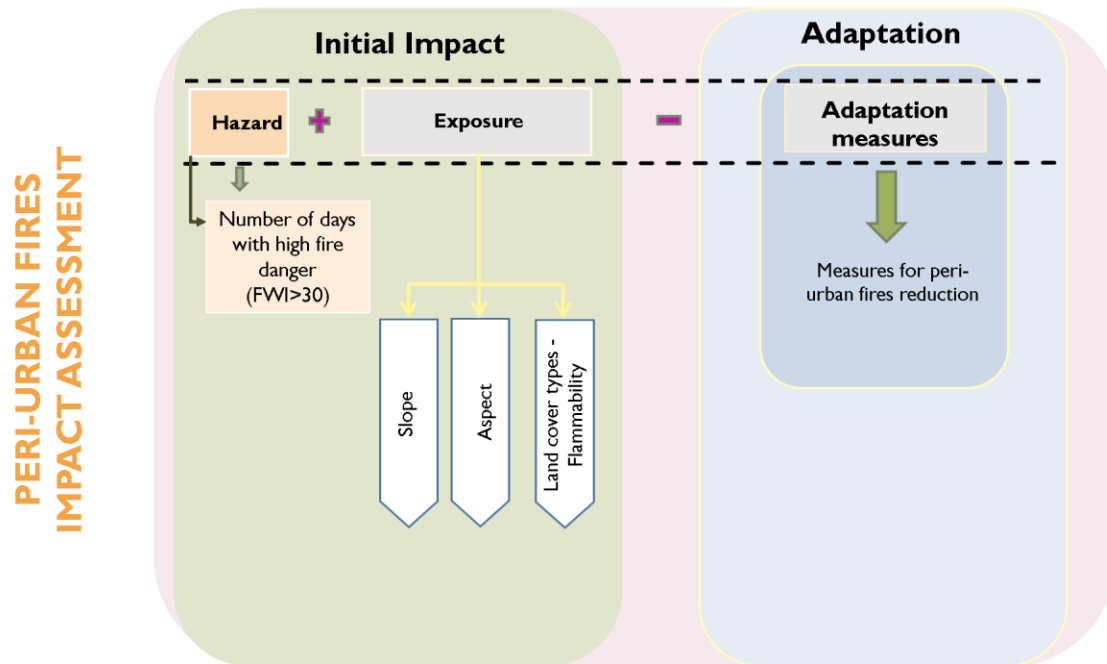 PERI-URBAN FIRES
IMPACT ASSESSMENT
Initial Impact
Adaptation
Hazard
+
Exposure
-
Adaptation
measures
Number of days
with high fire
danger
(FWI>30)
Measures for peri-
urban fires reduction
Slope
Aspect
Land cover types -
Flammability